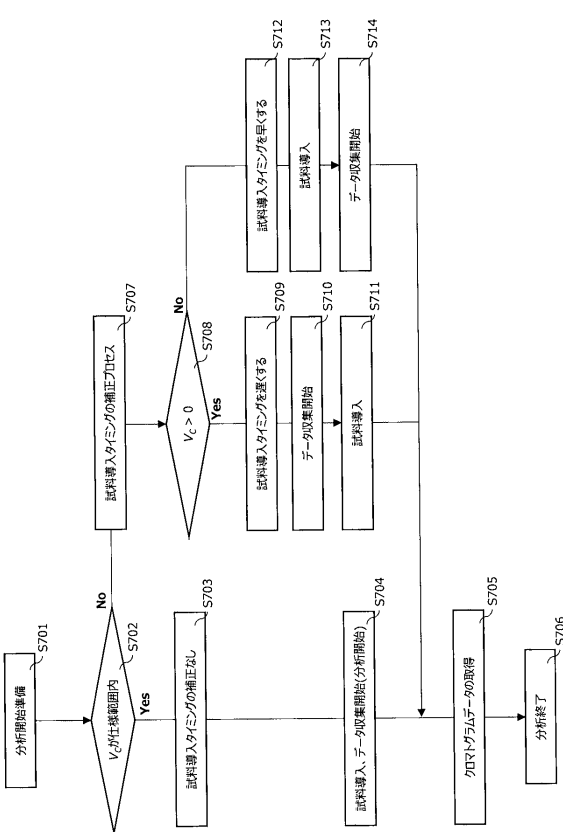 分析開始準備
S701
V_Cが仕様範囲内
S702
No
Yes
試料導入タイミングの補正なし
S703
試料導入、データ収集開始(分析開始)
S704
クロマトグラムデータの取得
S705
分析終了
S706
試料導入タイミングの補正プロセス
S707
V_C > 0
S708
No
Yes
試料導入タイミングを遅くする
S709
データ収集開始
S710
試料導入
S711
試料導入タイミングを早くする
S712
試料導入
S713
データ収集開始
S714